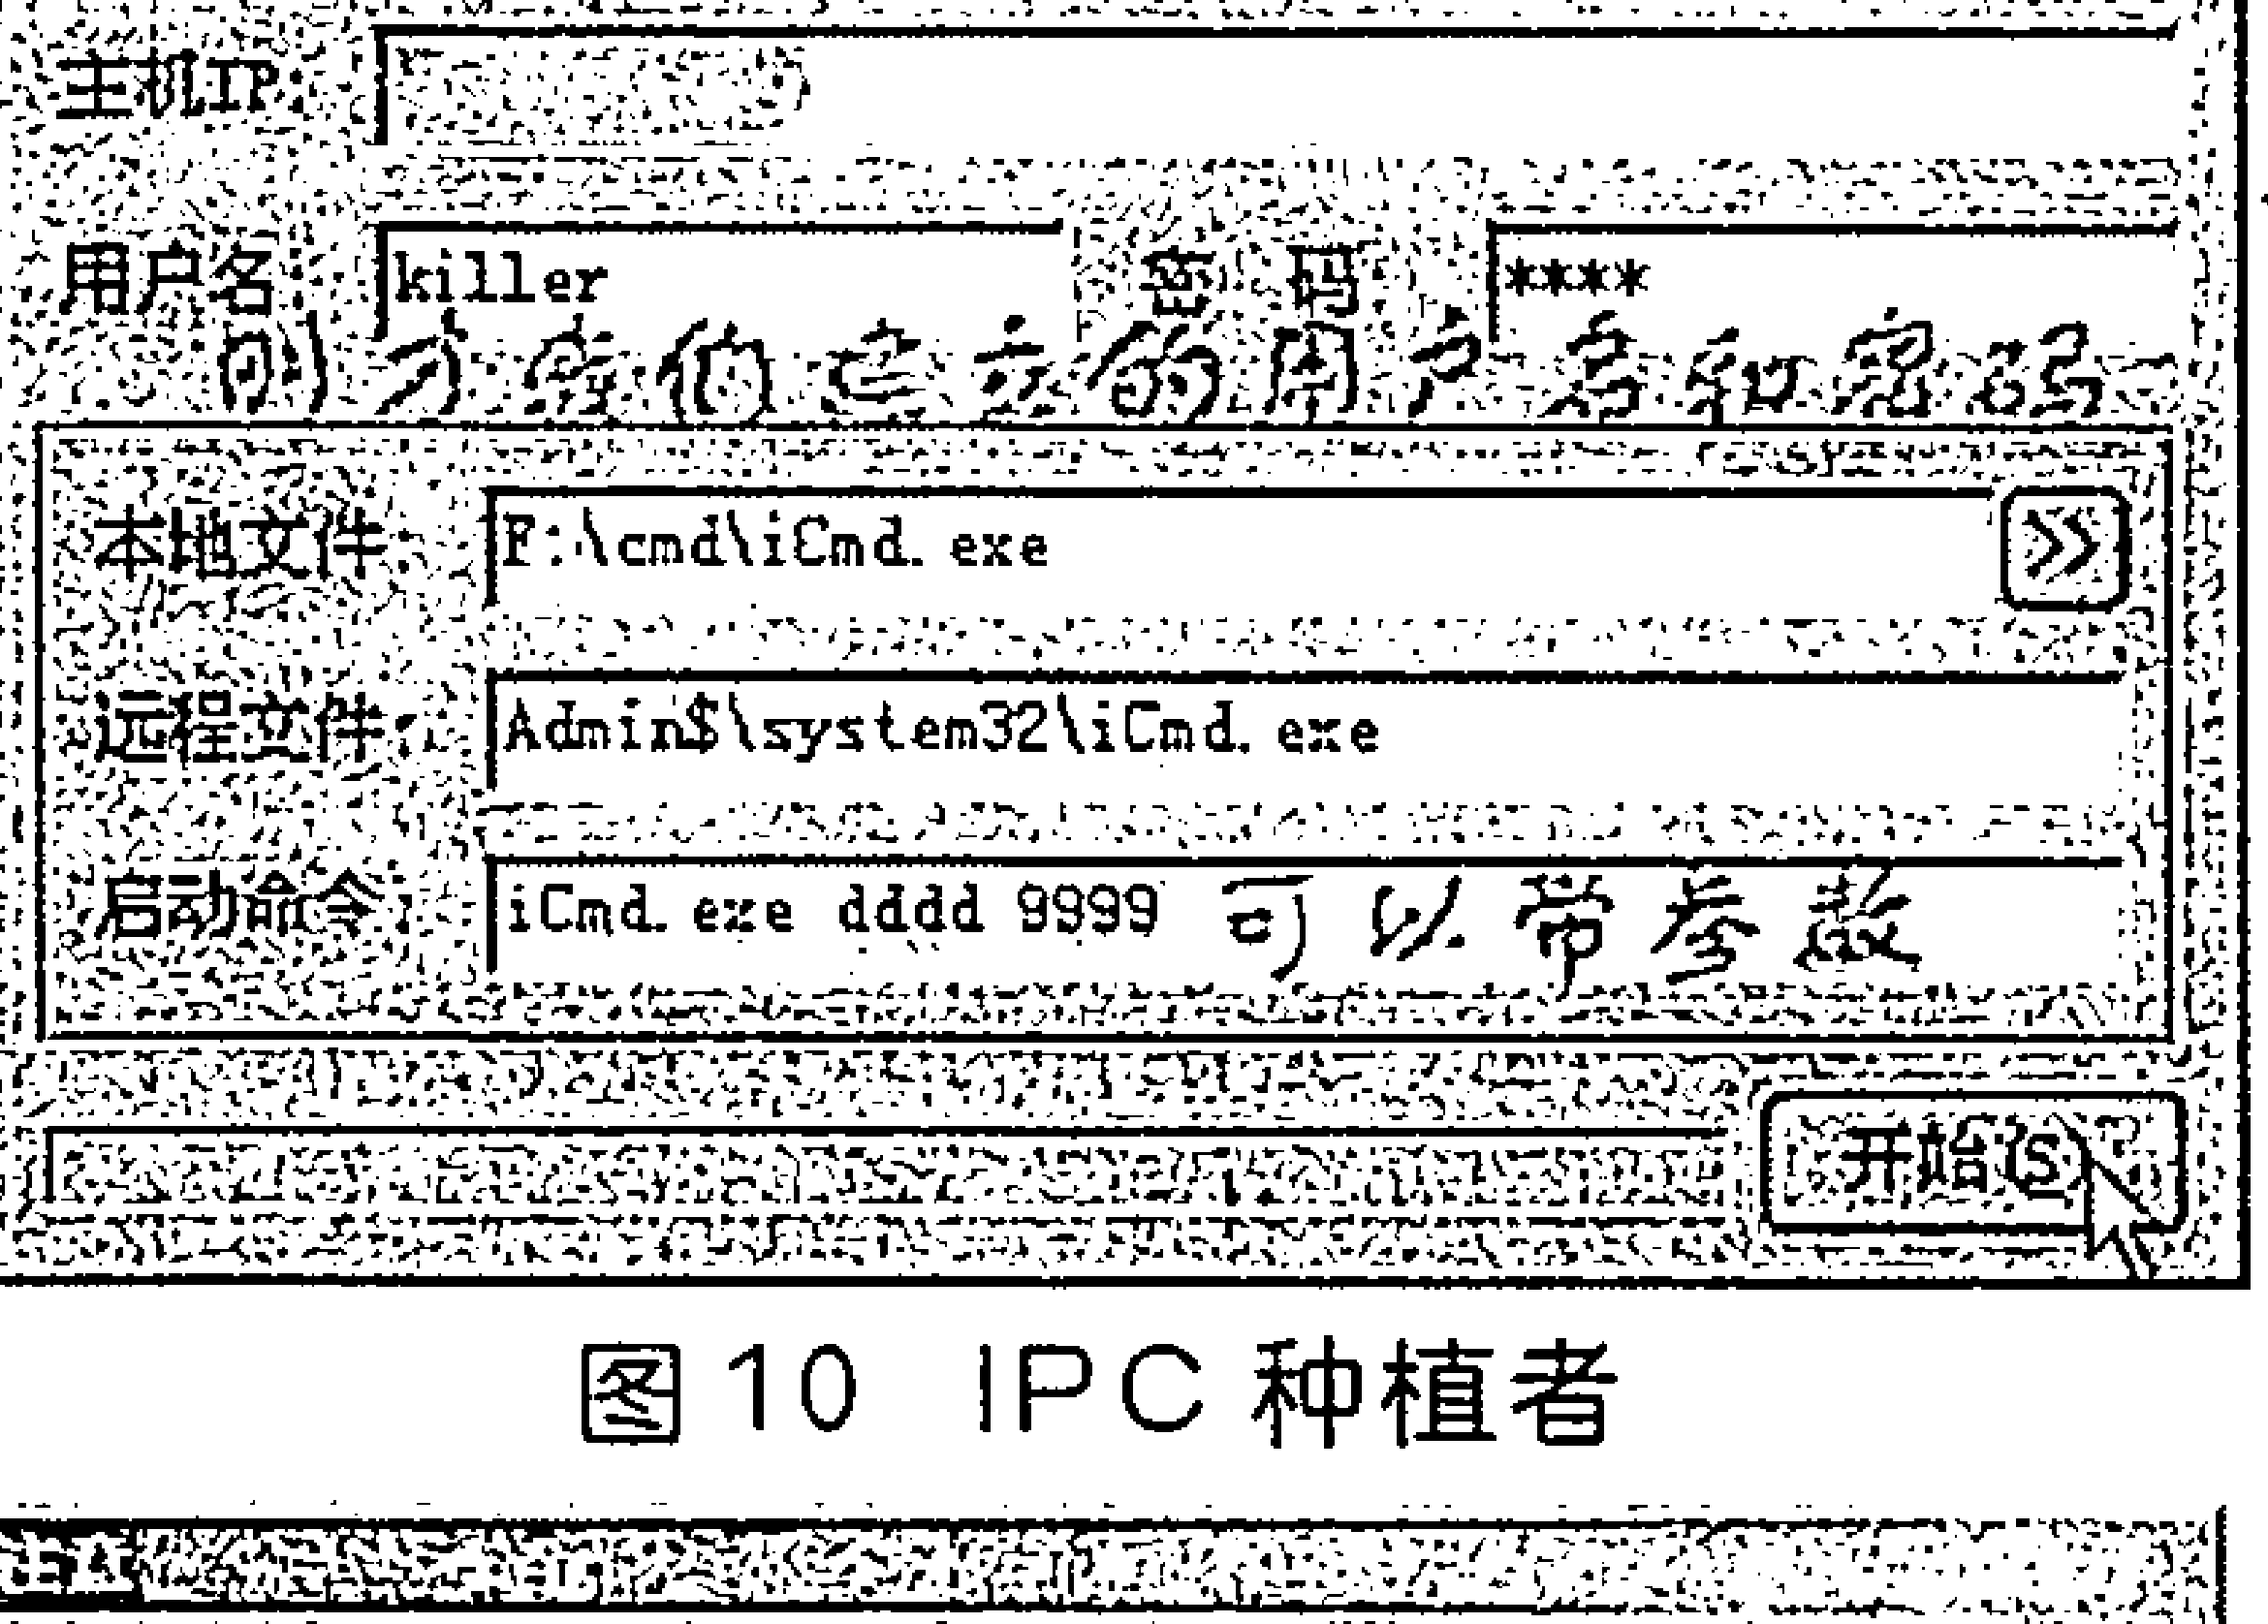 主机IP
用户名 killer 密 码 ****
刚才我们建立的用户名和密码
本地文件 F:\cmd\iCmd.exe >>
远程文件 Admin$\system32\iCmd.exe
启动命令 iCmd.exe dddd 9999 可以带参数
开始(S)
图10 IPC种植者